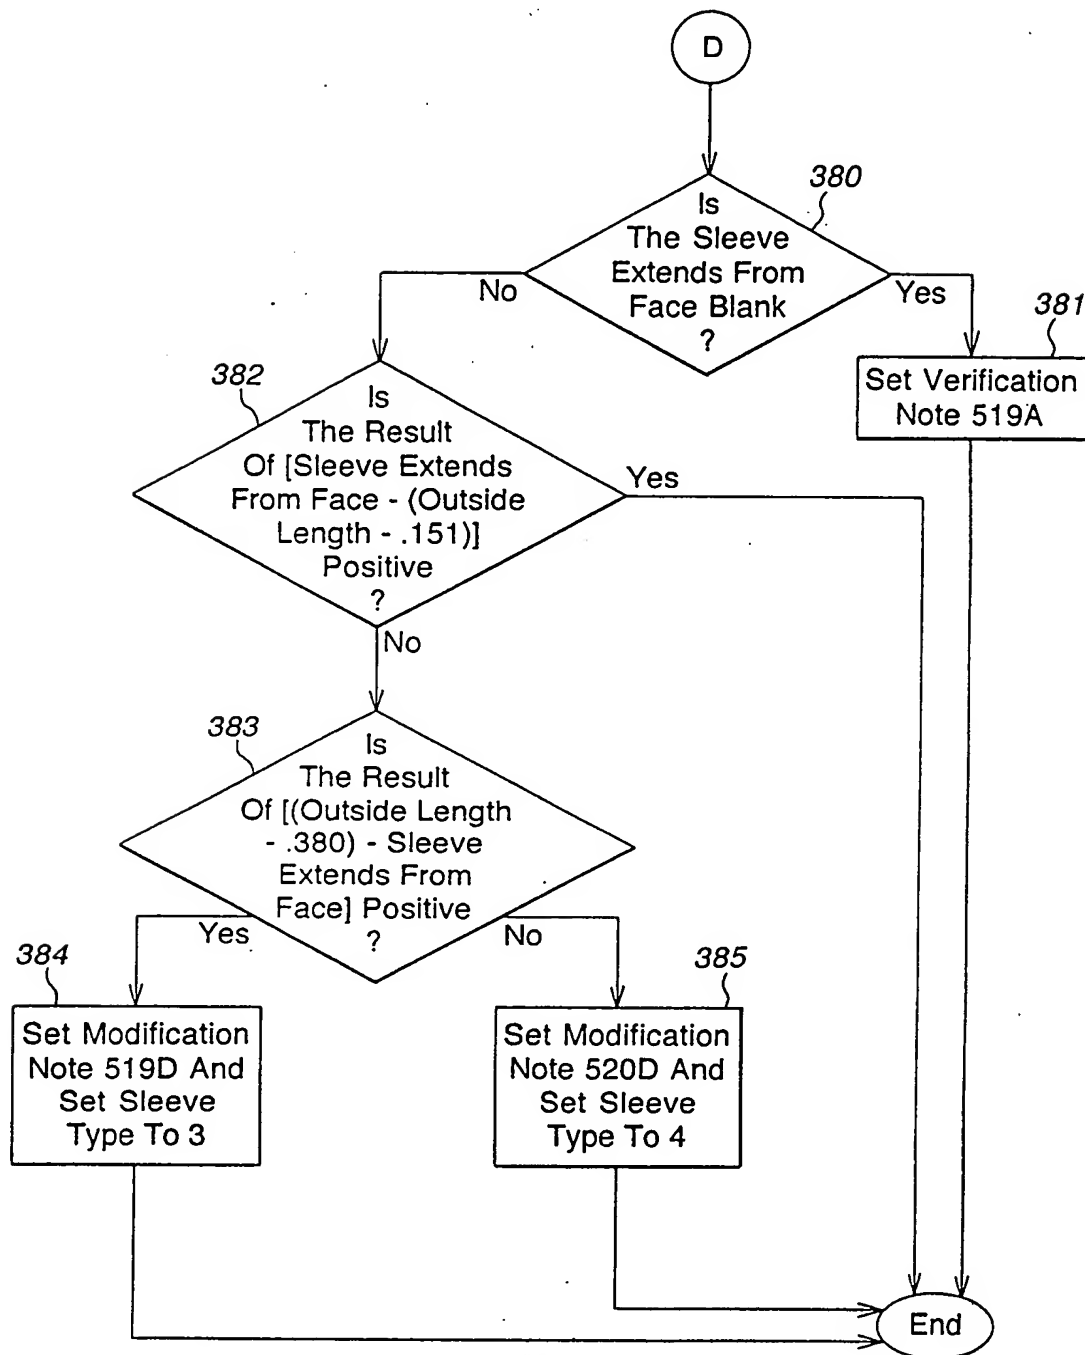 D
380
Is
The Sleeve
Extends From
Face Blank
?
No
Yes
381
Set Verification
Note 519A
382
Is
The Result
Of [Sleeve Extends
From Face - (Outside
Length - .151)]
Positive
?
Yes
No
383
Is
The Result
Of [(Outside Length
- .380) - Sleeve
Extends From
Face] Positive
?
Yes
No
384
Set Modification
Note 519D And
Set Sleeve
Type To 3
385
Set Modification
Note 520D And
Set Sleeve
Type To 4
End